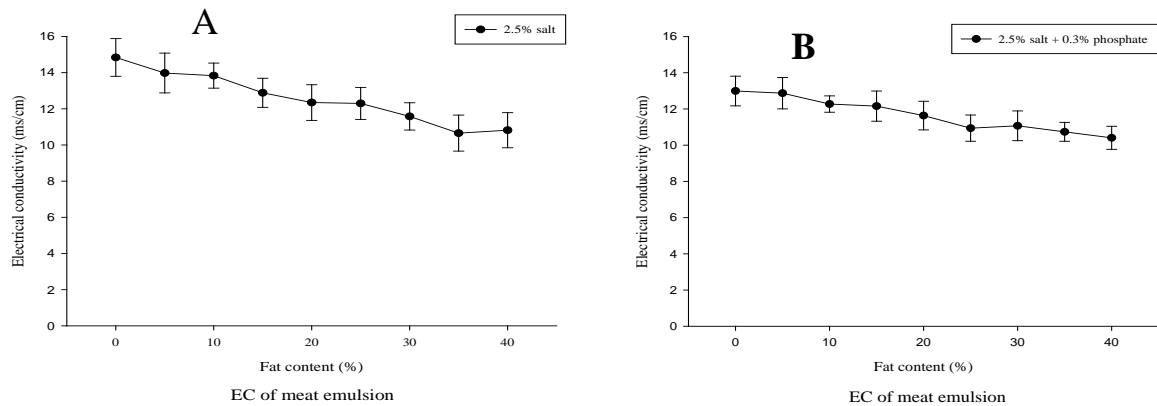 A
2.5% salt
16
14
12
10
8
6
4
2
0
Electrical conductivity (ms/cm)
0 10 20 30 40
Fat content (%)
EC of meat emulsion
B
2.5% salt + 0.3% phosphate
16
14
12
10
8
6
4
2
0
Electrical conductivity (ms/cm)
0 10 20 30 40
Fat content (%)
EC of meat emulsion